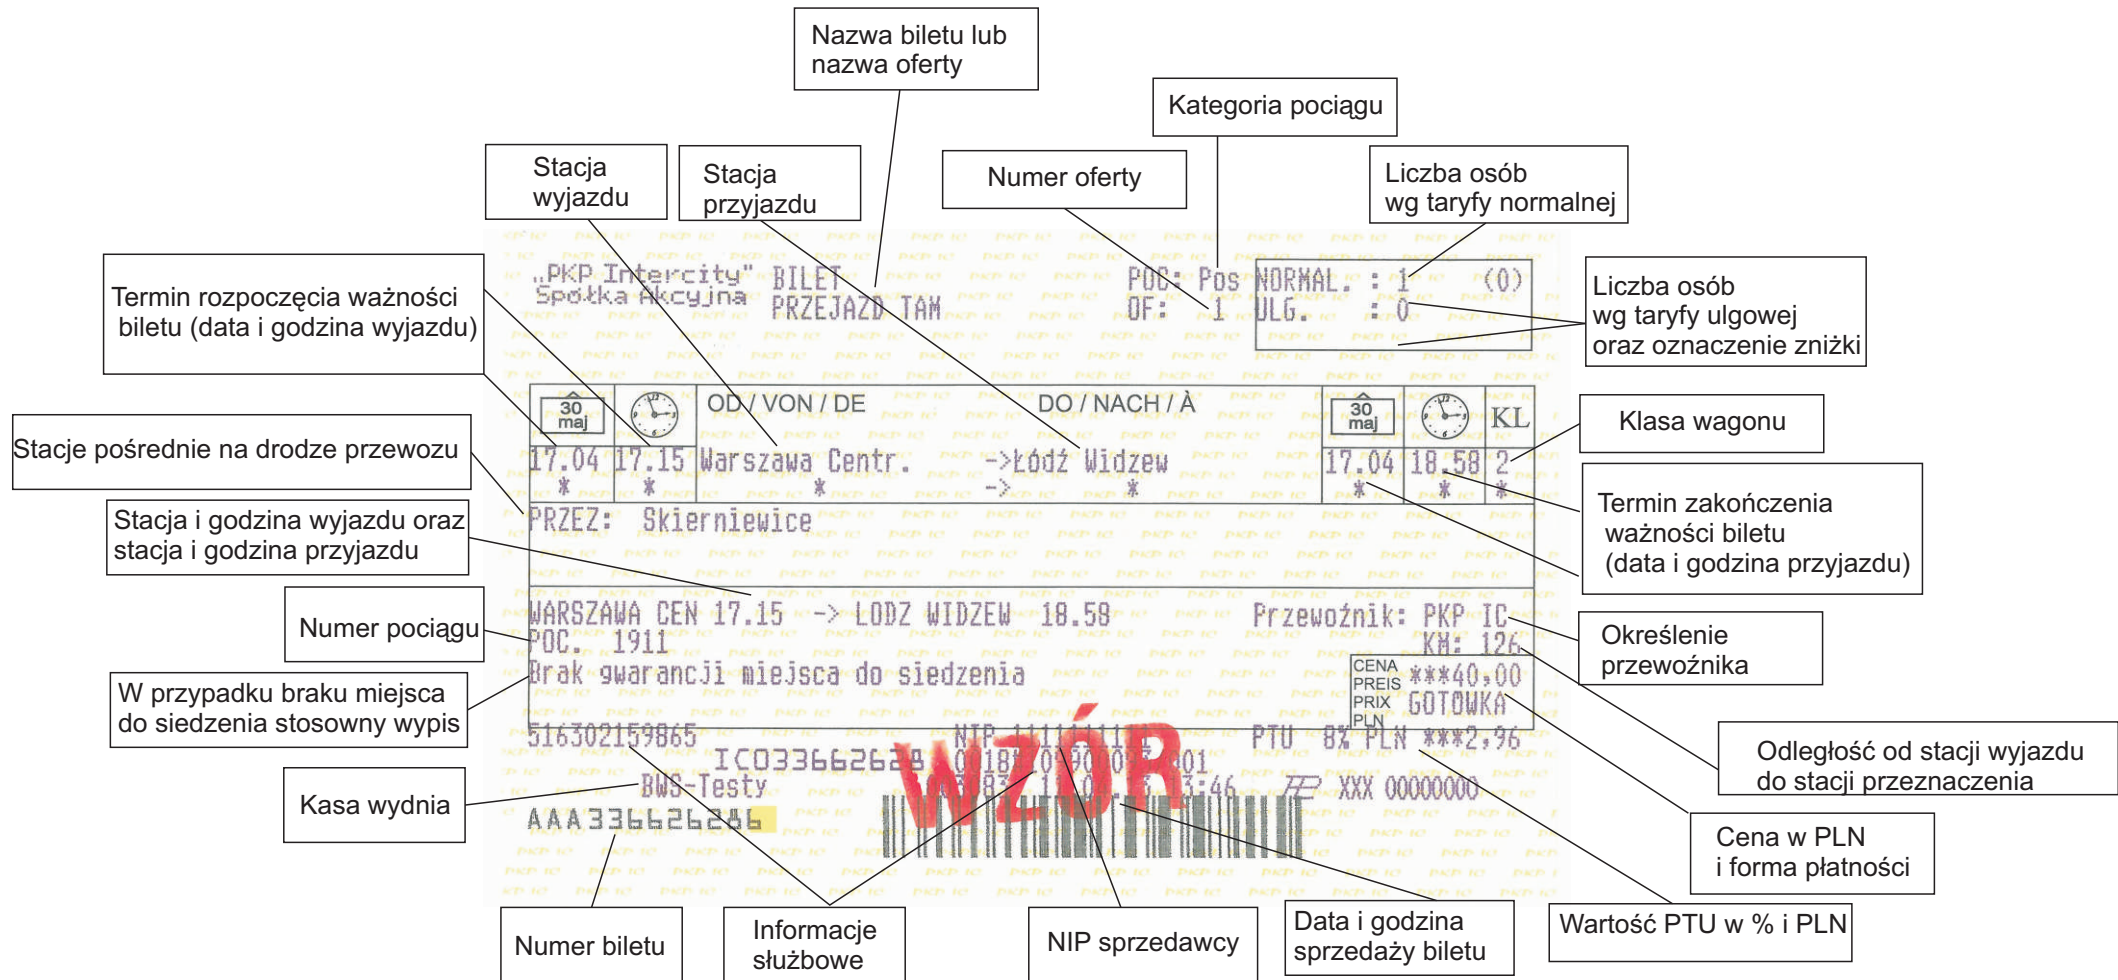 Nazwa biletu lub
nazwa oferty
Kategoria pociągu
Stacja
wyjazdu
Stacja
przyjazdu
Numer oferty
Liczba osób
wg taryfy normalnej
Termin rozpoczęcia ważności
biletu (data i godzina wyjazdu)
Liczba osób
wg taryfy ulgowej
oraz oznaczenie zniżki
„PKP Intercity"
Spółka Akcyjna
BILET
PRZEJAZD TAM
POC: Pos
OF: 1
NORMAL. : 1 (0)
ULG. : 0
30
maj
OD / VON / DE
DO / NACH / À
30
maj
KL
Stacje pośrednie na drodze przewozu
Klasa wagonu
17.04 17.15 Warszawa Centr. ->Łódź Widzew 17.04 18.58 2
* * * -> * * * *
PRZEZ: Skierniewice
Stacja i godzina wyjazdu oraz
stacja i godzina przyjazdu
Termin zakończenia
ważności biletu
(data i godzina przyjazdu)
WARSZAWA CEN 17.15 -> LODZ WIDZEW 18.58
Przewoźnik: PKP IC
Numer pociągu
POC. 1911
KM: 126
Określenie
przewoźnika
Brak gwarancji miejsca do siedzenia
CENA
PREIS
PRIX
PLN
***40,00
GOTOWKA
W przypadku braku miejsca
do siedzenia stosowny wypis
516302159865
NIP
PTU 8% PLN ***2,96
IC033662628
WZÓR
BWS-Testy
XXX 00000000
AAA336626286
Odległość od stacji wyjazdu
do stacji przeznaczenia
Kasa wydnia
Cena w PLN
i forma płatności
Numer biletu
Informacje
służbowe
NIP sprzedawcy
Data i godzina
sprzedaży biletu
Wartość PTU w % i PLN